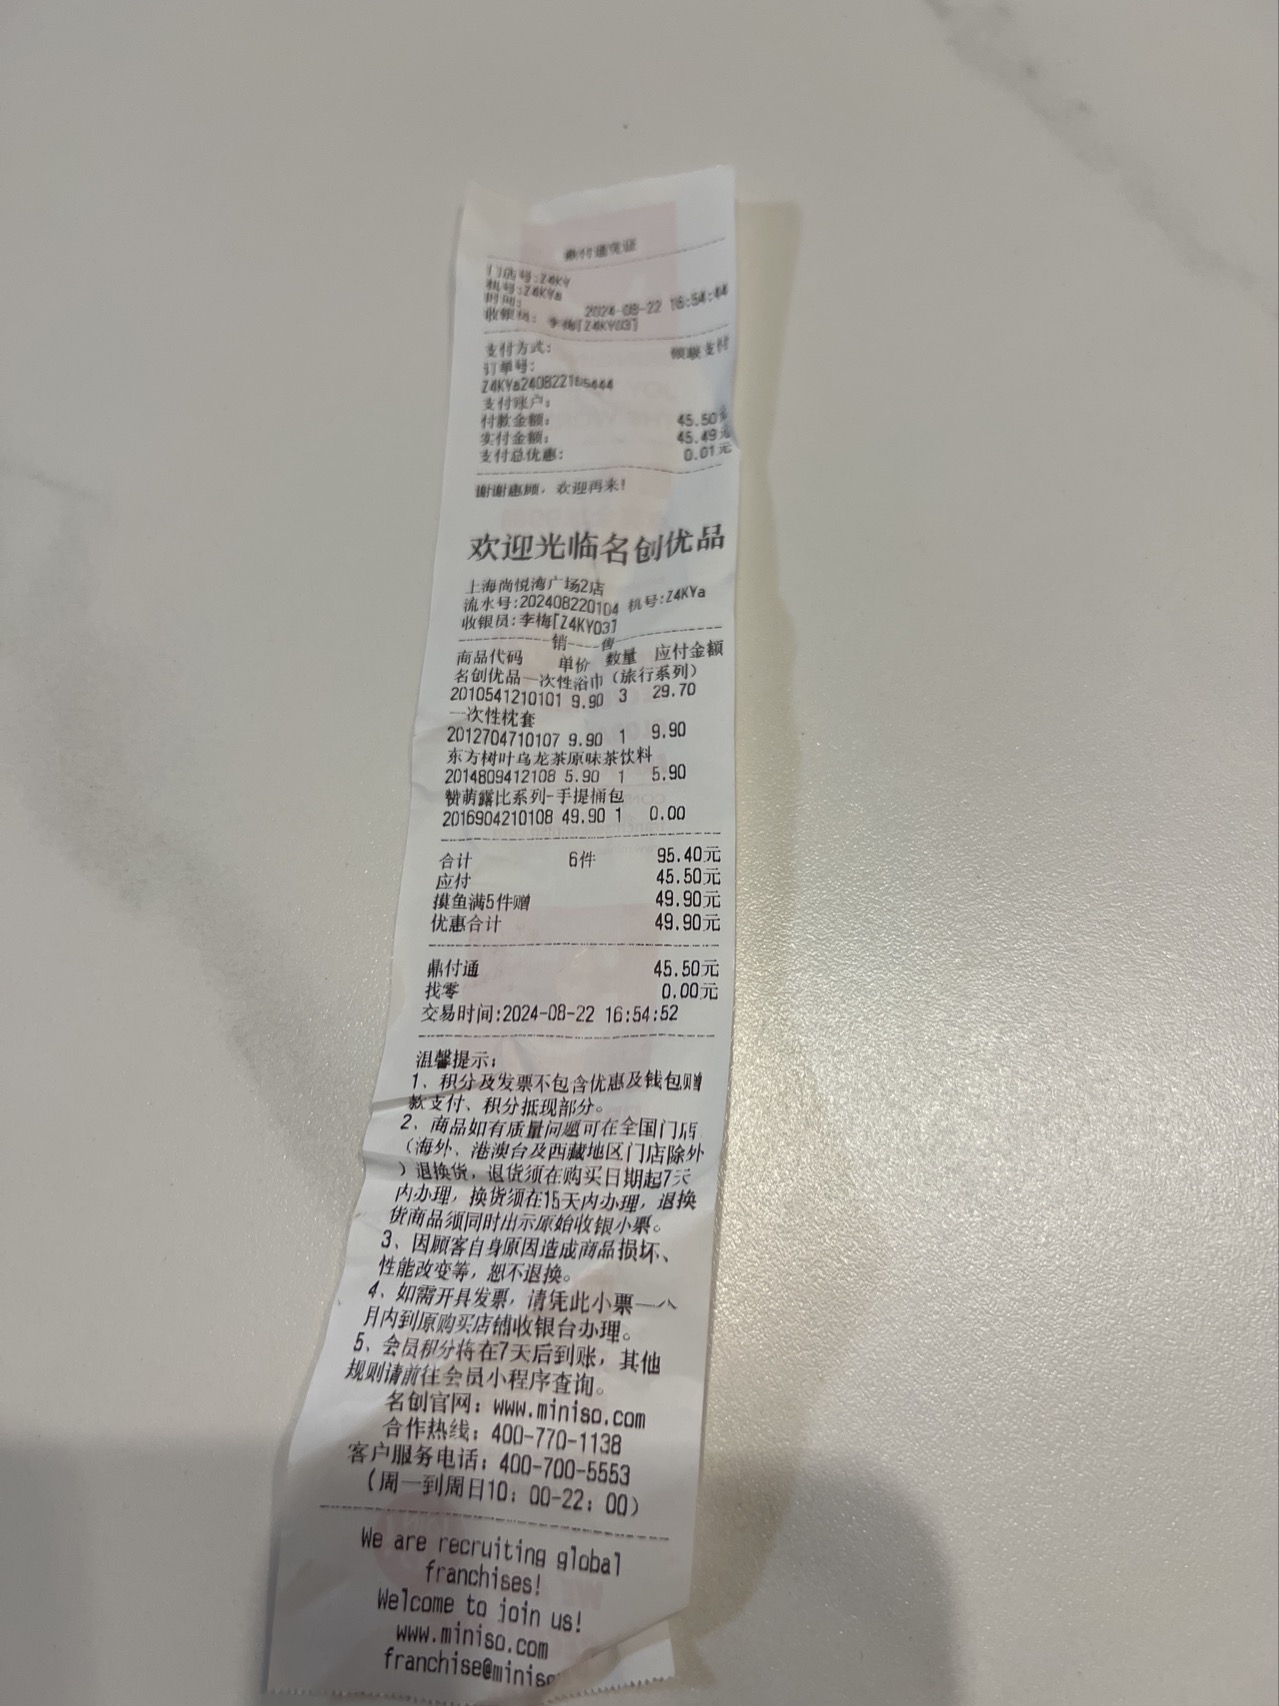 鼎付通凭证
门店号:Z4KY
机号:Z4KYa
时间: 2024-08-22 16:54:44
收银员: 李梅[Z4KY03]
支付方式: 银联支付
订单号:
Z4KYa240822165444
支付账户:
付款金额: 45.50元
实付金额: 45.49元
支付总优惠: 0.01元
谢谢惠顾，欢迎再来!
欢迎光临名创优品
上海尚悦湾广场2店
流水号:202408220104 机号:Z4KYa
收银员:李梅[Z4KY03]
销----售
商品代码 单价 数量 应付金额
名创优品一次性浴巾（旅行系列）
2010541210101 9.90 3 29.70
一次性枕套
2012704710107 9.90 1 9.90
东方树叶乌龙茶原味茶饮料
2014809412108 5.90 1 5.90
赞萌露比系列-手提桶包
2016904210108 49.90 1 0.00
合计 6件 95.40元
应付 45.50元
摸鱼满5件赠 49.90元
优惠合计 49.90元
鼎付通 45.50元
找零 0.00元
交易时间:2024-08-22 16:54:52
温馨提示:
1、积分及发票不包含优惠及钱包赠
款支付、积分抵现部分。
2、商品如有质量问题可在全国门店
（海外、港澳台及西藏地区门店除外
）退换货，退货须在购买日期起7天
内办理，换货须在15天内办理，退换
货商品须同时出示原始收银小票。
3、因顾客自身原因造成商品损坏、
性能改变等，恕不退换。
4、如需开具发票，请凭此小票一个
月内到原购买店铺收银台办理。
5、会员积分将在7天后到账，其他
规则请前往会员小程序查询。
名创官网: www.miniso.com
合作热线: 400-770-1138
客户服务电话: 400-700-5553
(周一到周日10: 00-22: 00)
We are recruiting global
franchises!
Welcome to join us!
www.miniso.com
franchise@miniso